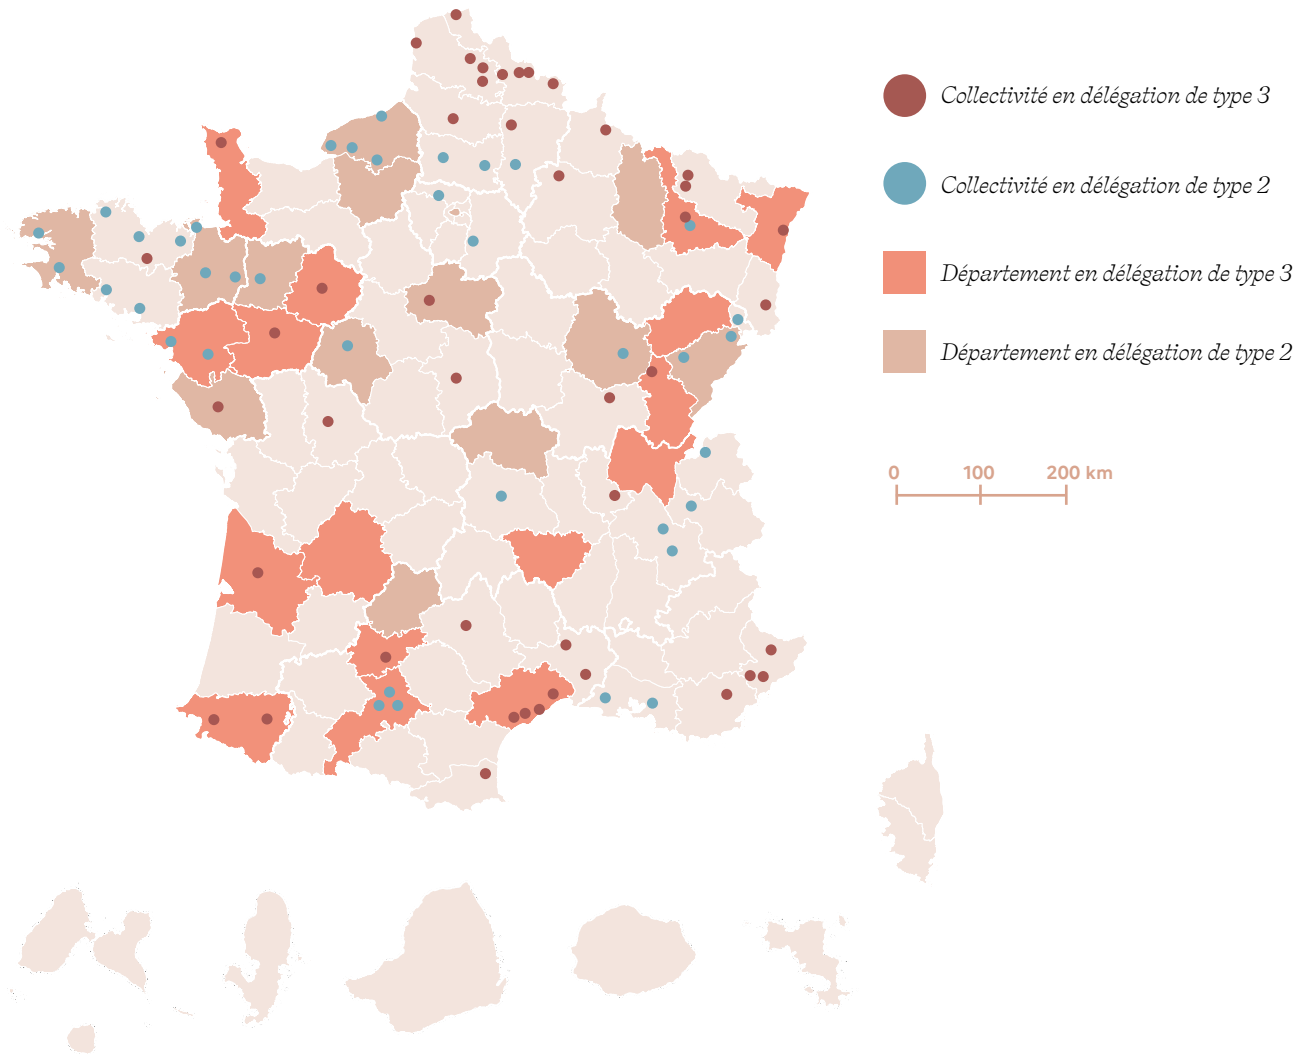 Collectivité en délégation de type 3
Collectivité en délégation de type 2
Département en délégation de type 3
Département en délégation de type 2
0 100 200 km